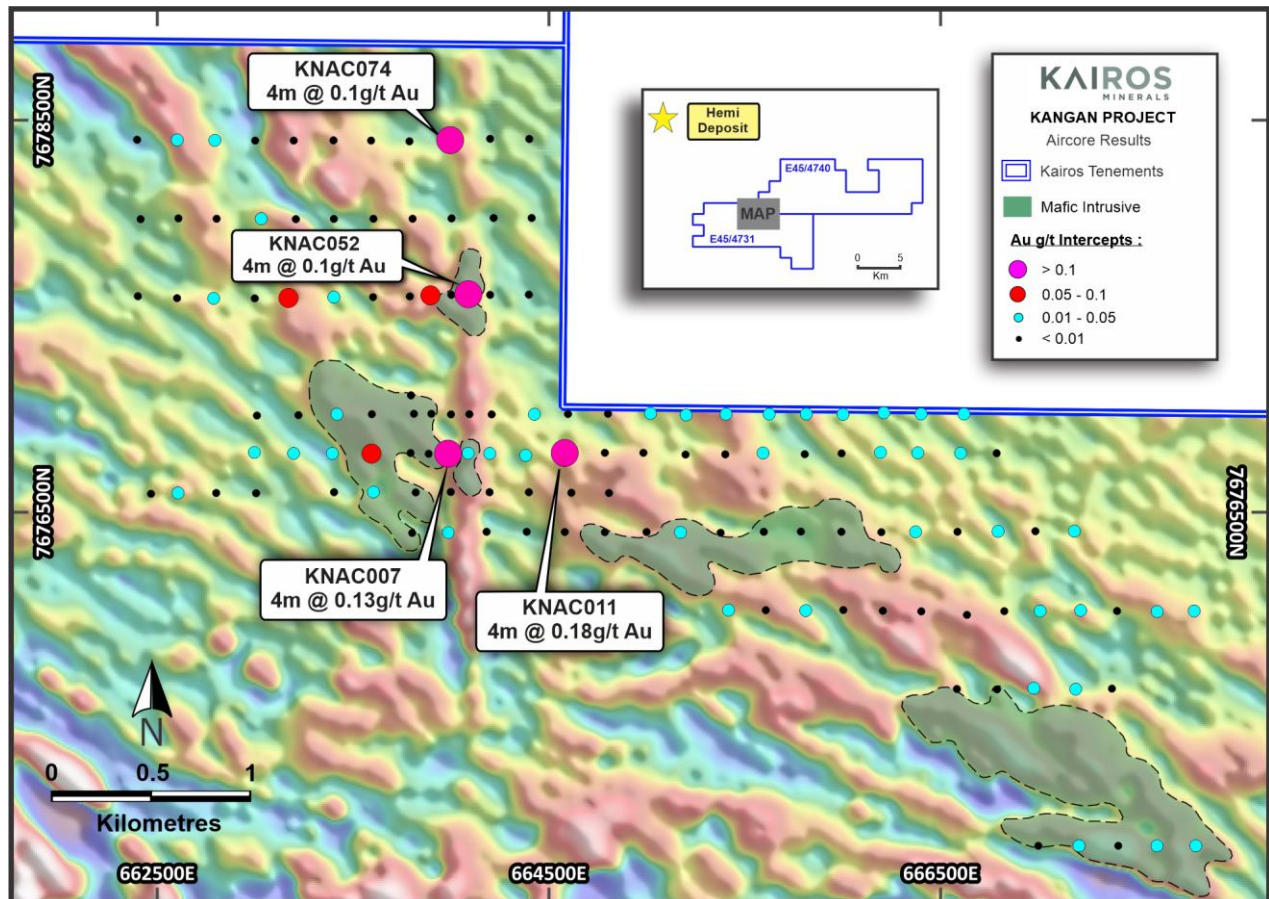 KNAC074
4m @ 0.1g/t Au
KNAC052
4m @ 0.1g/t Au
KNAC007
4m @ 0.13g/t Au
KNAC011
4m @ 0.18g/t Au
7678500N
7676500N
7676500N
662500E
664500E
666500E
N
0 0.5 1
Kilometres
Hemi
Deposit
E45/4740
MAP
E45/4731
0 5
Km
KAIROS
MINERALS
KANGAN PROJECT
Aircore Results
Kairos Tenements
Mafic Intrusive
Au g/t Intercepts :
> 0.1
0.05 - 0.1
0.01 - 0.05
< 0.01